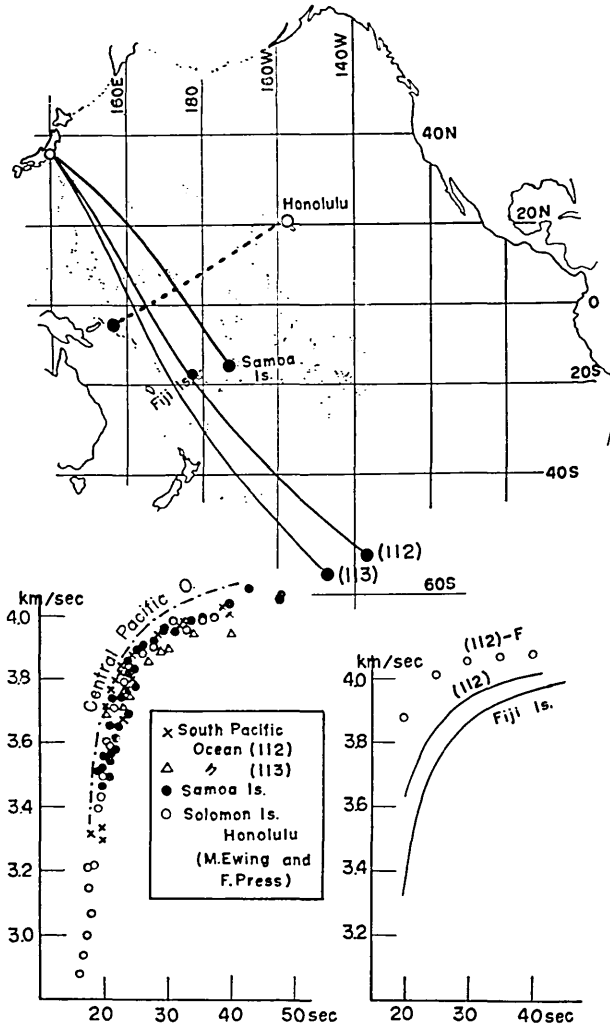 160E
180
160W
140W
40N
Honolulu
20N
0
Samoa
Is.
Fiji Is.
20S
40S
(112)
(113)
60S
km/sec
4.0
3.8
3.6
3.4
3.2
3.0
20 30 40 50 sec
Central Pacific O.
× South Pacific
Ocean (112)
△ 〃 (113)
● Samoa Is.
○ Solomon Is.
Honolulu
(M.Ewing and
F.Press)
km/sec
4.0
3.8
3.6
3.4
3.2
20 30 40sec
(112)-F
(112)
Fiji Is.